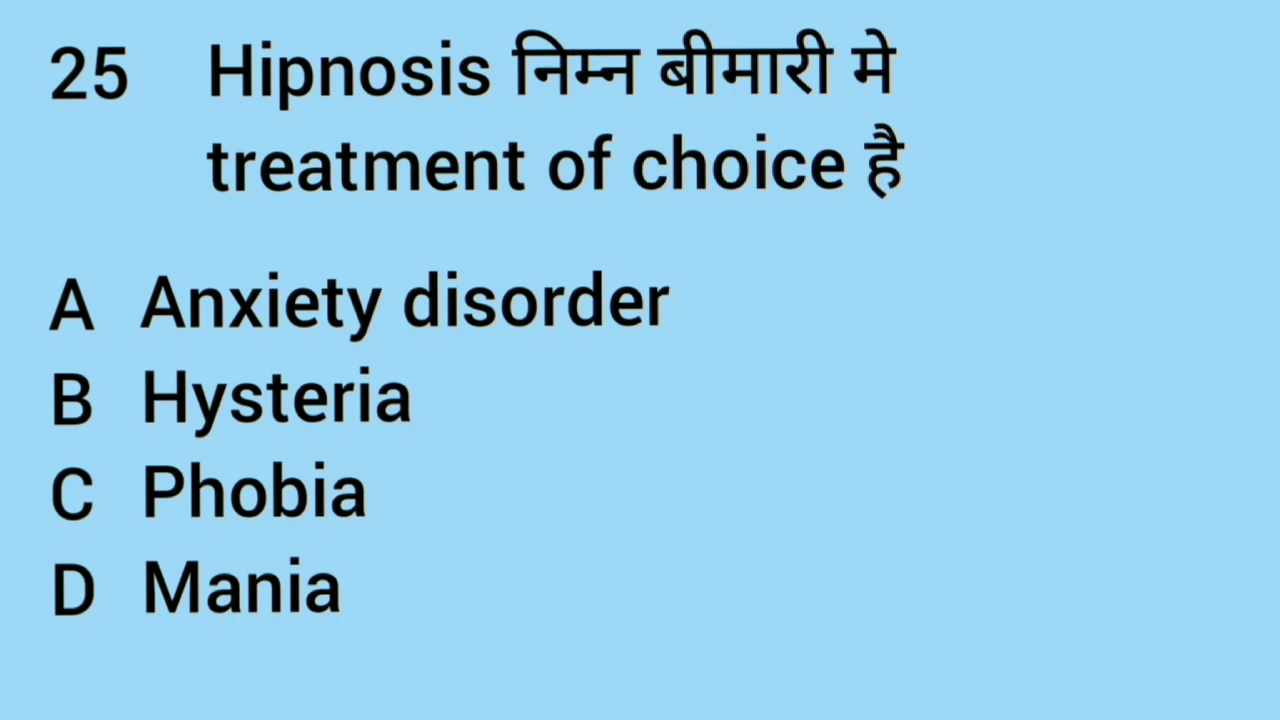 25 Hipnosis निम्न बीमारी मे
treatment of choice है
A Anxiety disorder
B Hysteria
C Phobia
D Mania